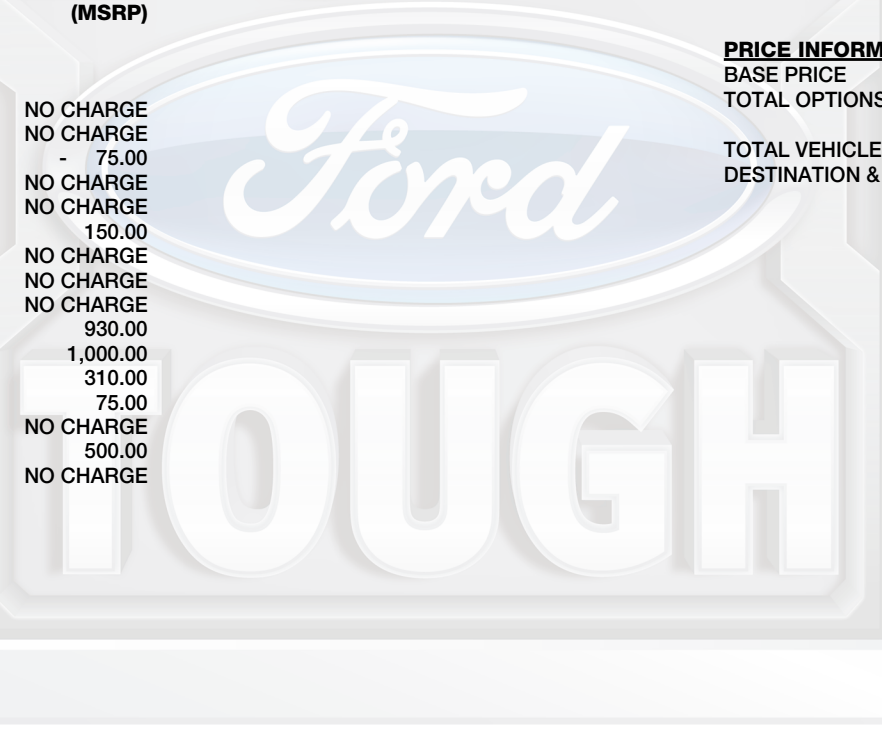 (MSRP)
NO CHARGE
NO CHARGE
- 75.00
NO CHARGE
NO CHARGE
150.00
NO CHARGE
NO CHARGE
NO CHARGE
930.00
1,000.00
310.00
75.00
NO CHARGE
500.00
NO CHARGE
PRICE INFORM
BASE PRICE
TOTAL OPTIONS
TOTAL VEHICLE
DESTINATION &
Ford
TOUGH